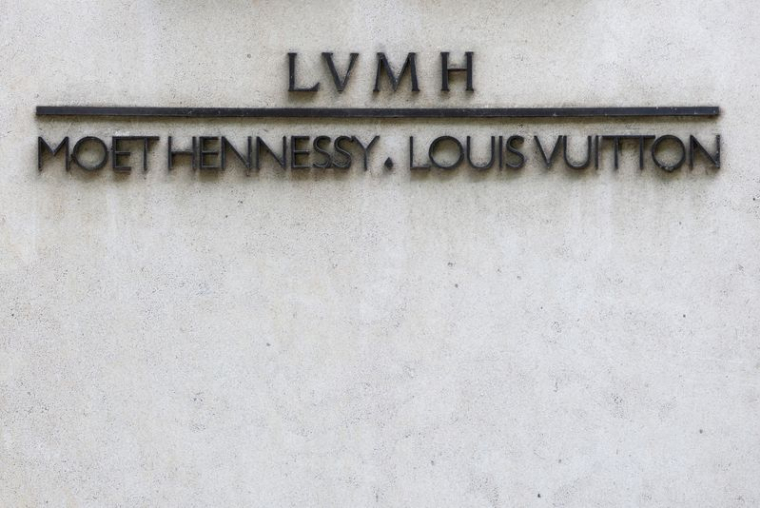 LVMH
MOET HENNESSY . LOUIS VUITTON